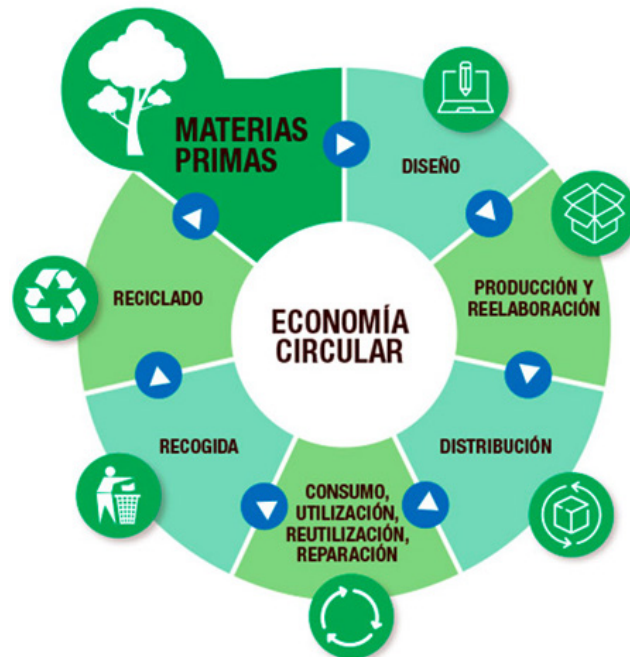 MATERIAS
PRIMAS
DISEÑO
PRODUCCIÓN Y
REELABORACIÓN
DISTRIBUCIÓN
CONSUMO,
UTILIZACIÓN,
REUTILIZACIÓN,
REPARACIÓN
RECOGIDA
RECICLADO
ECONOMÍA
CIRCULAR